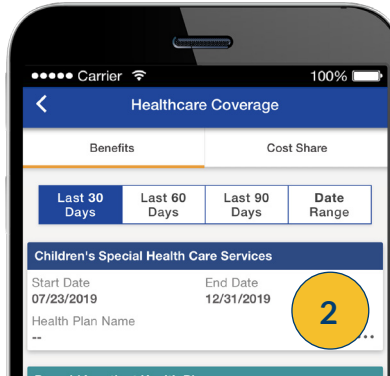 Carrier 100%
Healthcare Coverage
Benefits Cost Share
Last 30 Days Last 60 Days Last 90 Days Date Range
Children's Special Health Care Services
Start Date End Date
07/23/2019 12/31/2019
2
Health Plan Name
-- ...